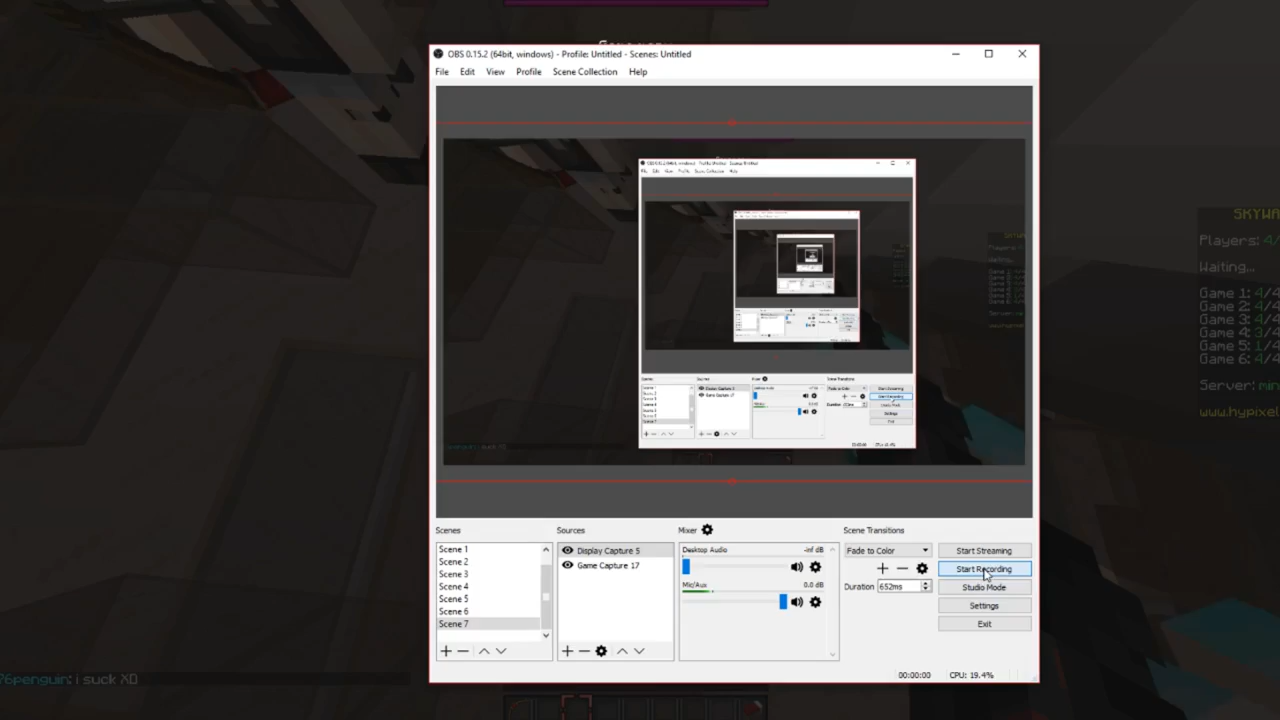 OBS 0.15.2 (64bit, windows) - Profile: Untitled - Scenes: Untitled
File Edit View Profile Scene Collection Help
SKYWA
Players: 4/
Waiting...
Game 1: 4/4
Game 2: 4/4
Game 3: 4/4
Game 4: 3/4
Game 5: 1/4
Game 6: 4/4
Server: min
www.hypixel
Scenes
Scene 1
Scene 2
Scene 3
Scene 4
Scene 5
Scene 6
Scene 7
Sources
Display Capture 5
Game Capture 17
Mixer
Desktop Audio -inf dB
Mic/Aux 0.0 dB
Scene Transitions
Fade to Color
Duration 652ms
Start Streaming
Start Recording
Studio Mode
Settings
Exit
00:00:00 CPU: 19.4%
76penguin: i suck XD